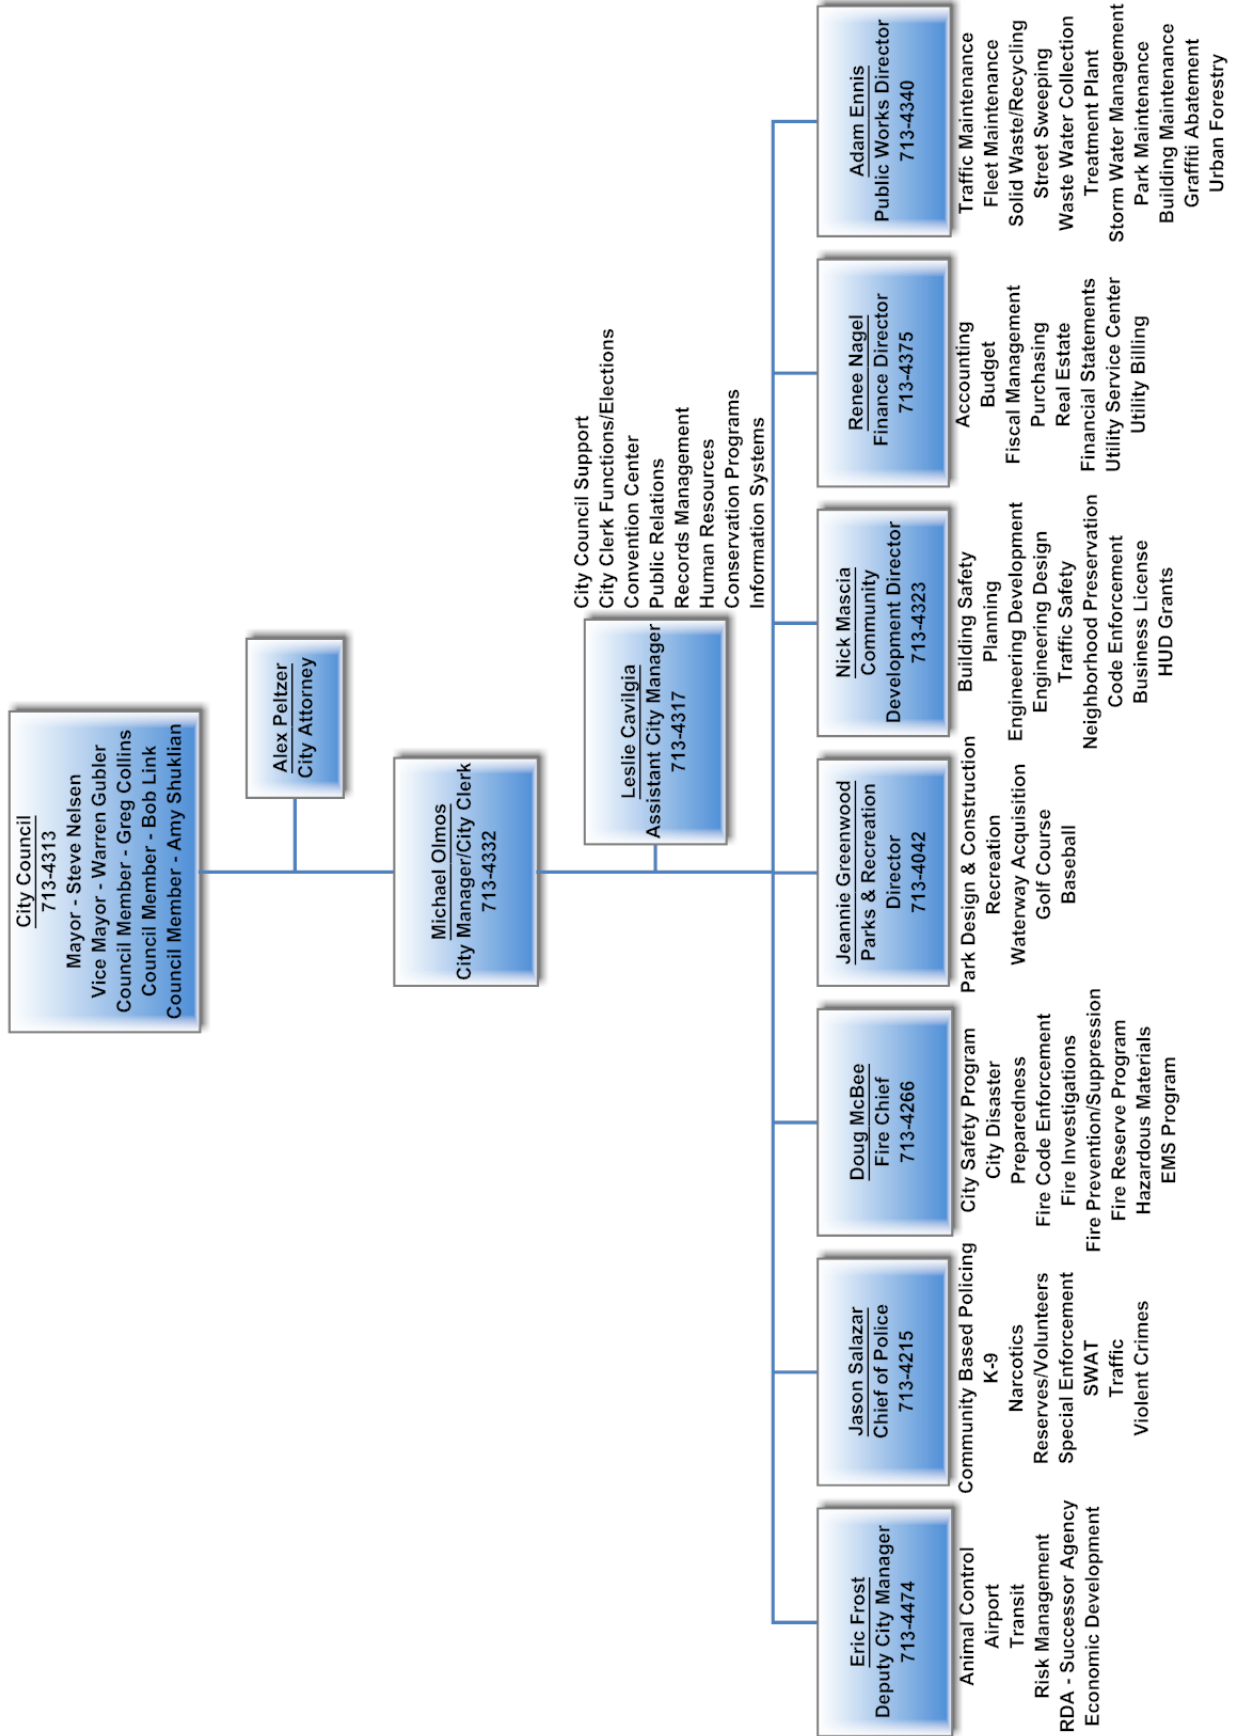 City Council
713-4313
Mayor - Steve Nelsen
Vice Mayor - Warren Gubler
Council Member - Greg Collins
Council Member - Bob Link
Council Member - Amy Shuklian
Alex Peltzer
City Attorney
Michael Olmos
City Manager/City Clerk
713-4332
Leslie Cavilgia
Assistant City Manager
713-4317
City Council Support
City Clerk Functions/Elections
Convention Center
Public Relations
Records Management
Human Resources
Conservation Programs
Information Systems
Eric Frost
Deputy City Manager
713-4474
Animal Control
Airport
Transit
Risk Management
RDA - Successor Agency
Economic Development
Jason Salazar
Chief of Police
713-4215
Community Based Policing
K-9
Narcotics
Reserves/Volunteers
Special Enforcement
SWAT
Traffic
Violent Crimes
Doug McBee
Fire Chief
713-4266
City Safety Program
City Disaster
Preparedness
Fire Code Enforcement
Fire Investigations
Fire Prevention/Suppression
Fire Reserve Program
Hazardous Materials
EMS Program
Jeannie Greenwood
Parks & Recreation
Director
713-4042
Park Design & Construction
Recreation
Waterway Acquisition
Golf Course
Baseball
Nick Mascia
Community
Development Director
713-4323
Building Safety
Planning
Engineering Development
Engineering Design
Traffic Safety
Neighborhood Preservation
Code Enforcement
Business License
HUD Grants
Renee Nagel
Finance Director
713-4375
Accounting
Budget
Fiscal Management
Purchasing
Real Estate
Financial Statements
Utility Service Center
Utility Billing
Adam Ennis
Public Works Director
713-4340
Traffic Maintenance
Fleet Maintenance
Solid Waste/Recycling
Street Sweeping
Waste Water Collection
Treatment Plant
Storm Water Management
Park Maintenance
Building Maintenance
Graffiti Abatement
Urban Forestry